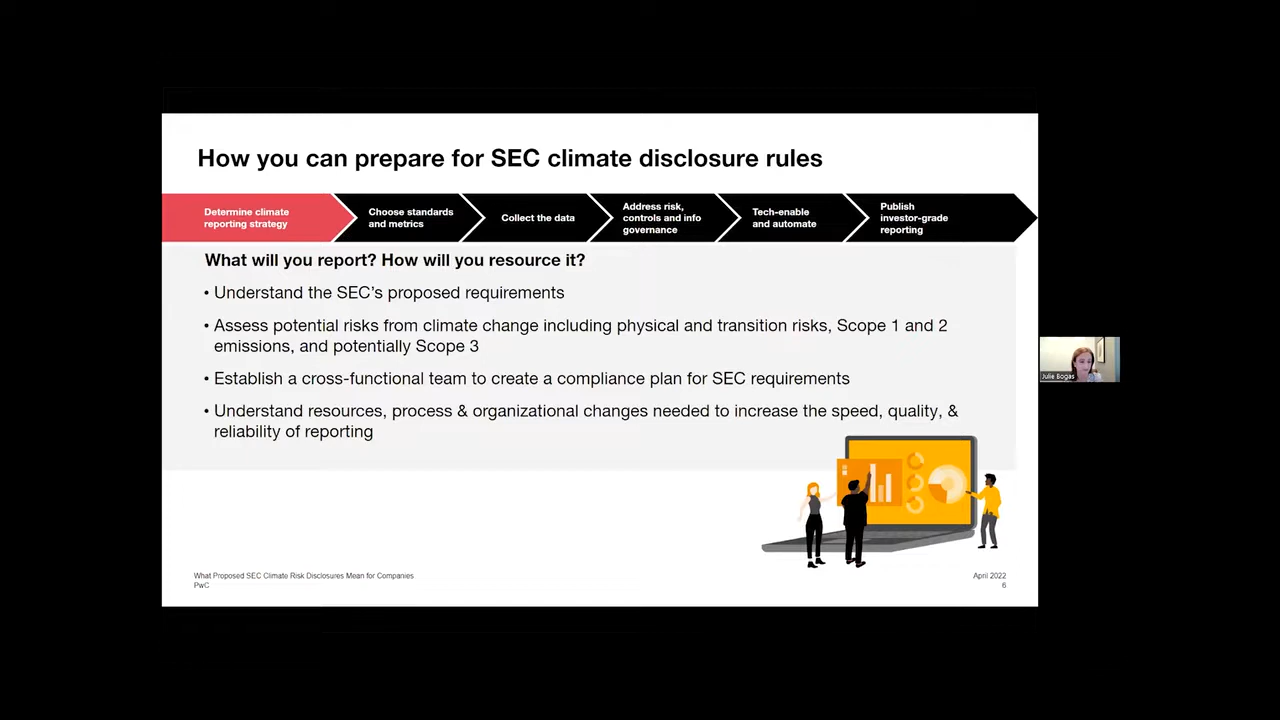 How you can prepare for SEC climate disclosure rules
Determine climate
reporting strategy
Choose standards
and metrics
Collect the data
Address risk,
controls and info
governance
Tech-enable
and automate
Publish
investor-grade
reporting
What will you report? How will you resource it?
• Understand the SEC's proposed requirements
• Assess potential risks from climate change including physical and transition risks, Scope 1 and 2
emissions, and potentially Scope 3
• Establish a cross-functional team to create a compliance plan for SEC requirements
• Understand resources, process & organizational changes needed to increase the speed, quality, &
reliability of reporting
Julie Bogas
What Proposed SEC Climate Risk Disclosures Mean for Companies
PwC
April 2022
6